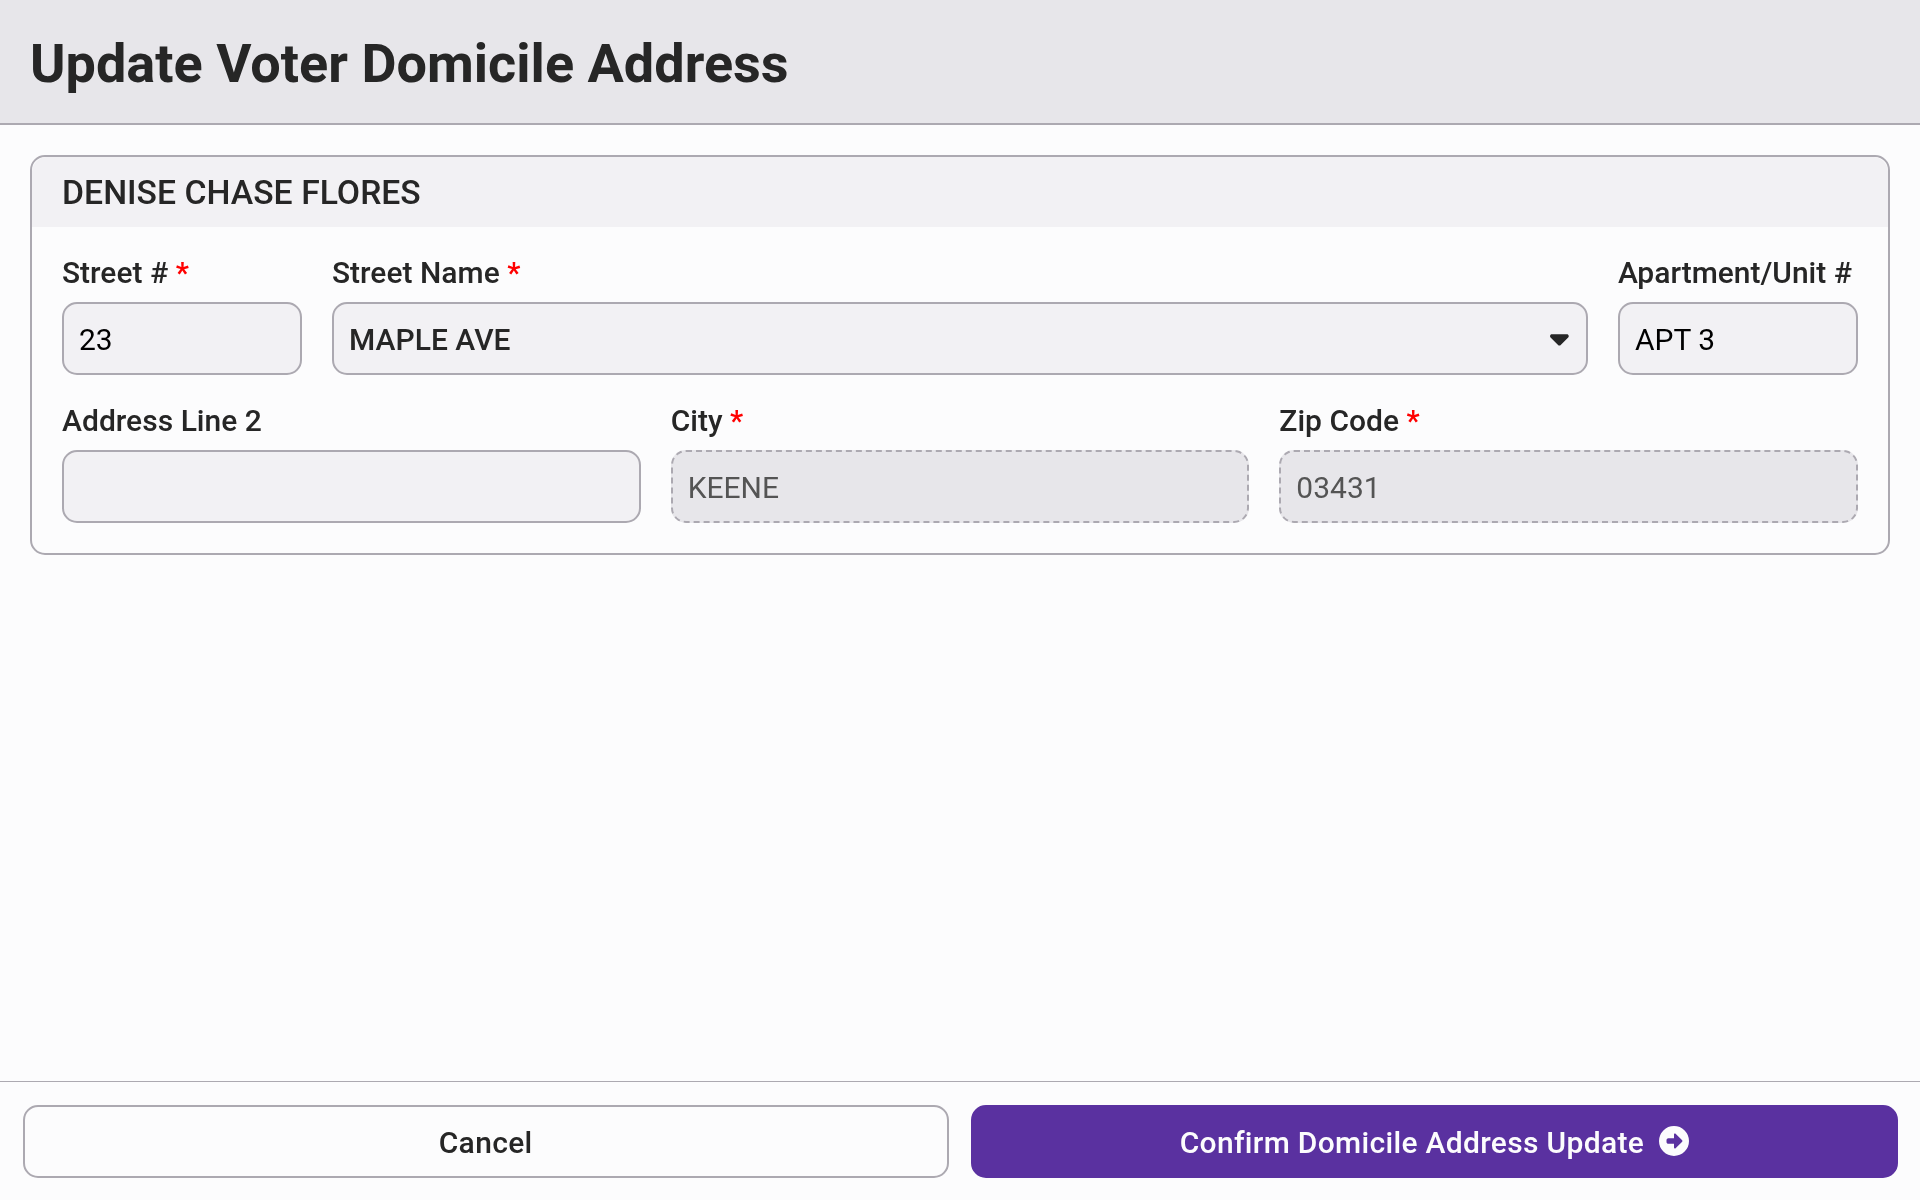 Update Voter Domicile Address
DENISE CHASE FLORES
Street # *
Street Name *
Apartment/Unit #
23
MAPLE AVE
APT 3
Address Line 2
City *
Zip Code *
KEENE
03431
Cancel
Confirm Domicile Address Update